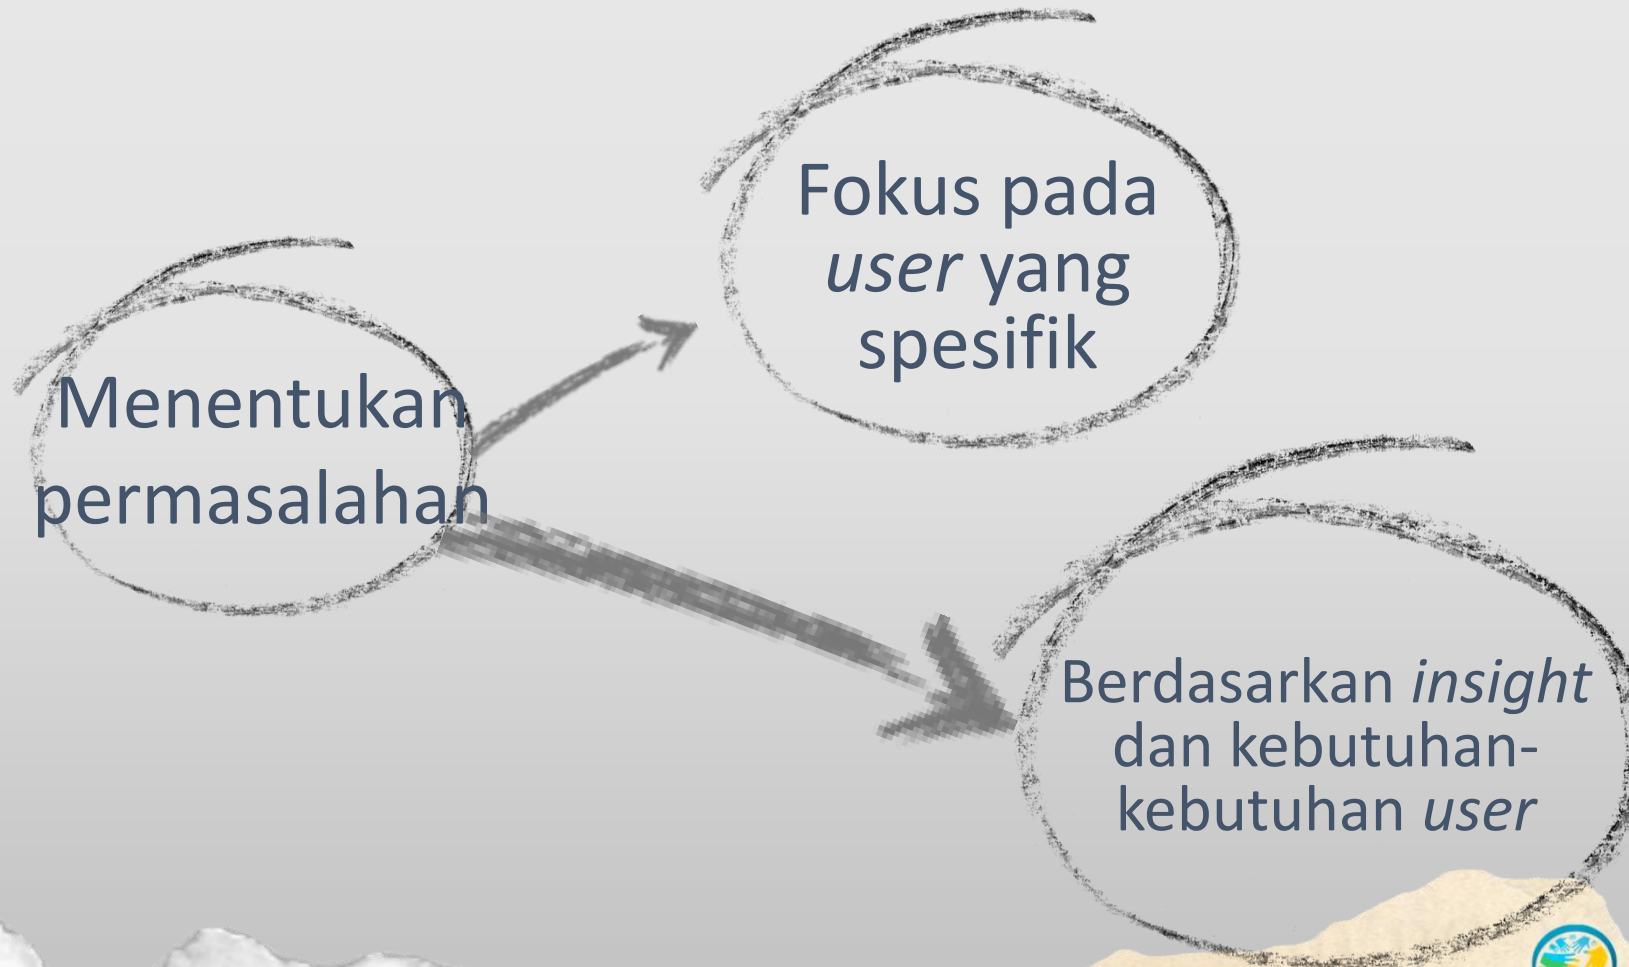 Fokus pada
user yang
spesifik
Menentukan
permasalahan
Berdasarkan insight
dan kebutuhan-
kebutuhan user